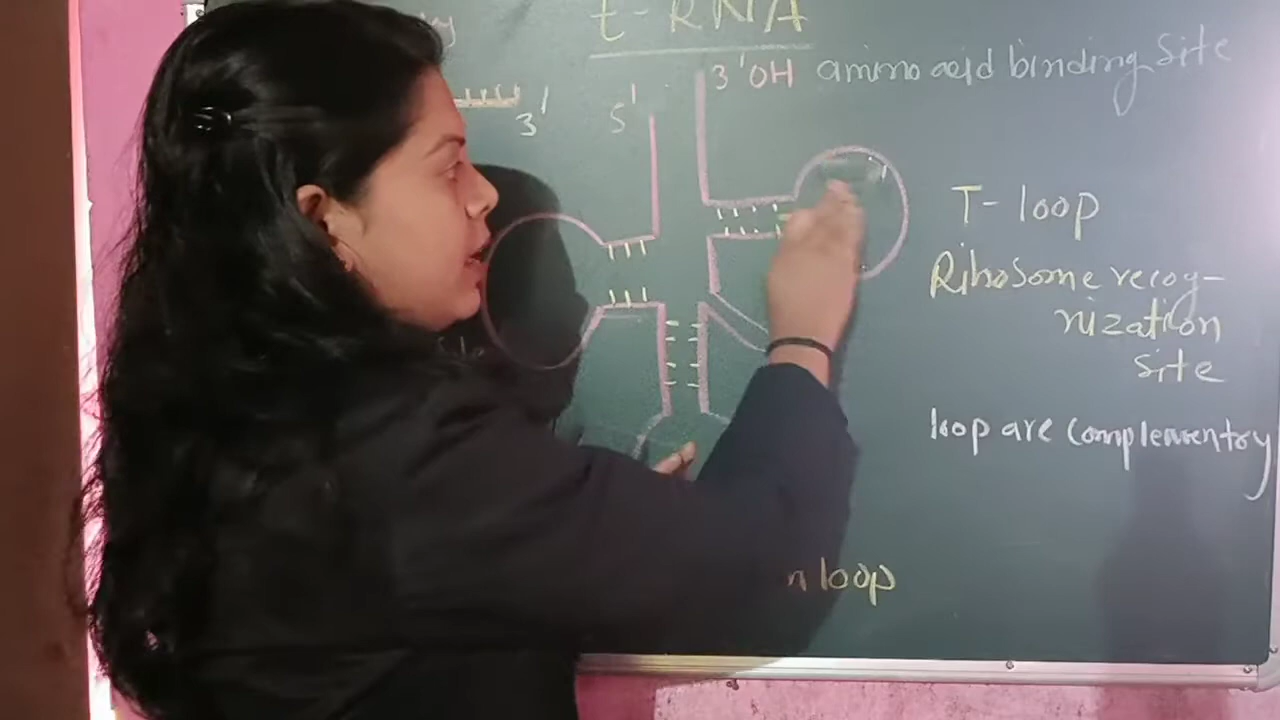 t-RNA
3'OH amino acid binding site
3'
5'
T-loop
Ribosome recog-
nization
site
loop are complementory
n loop